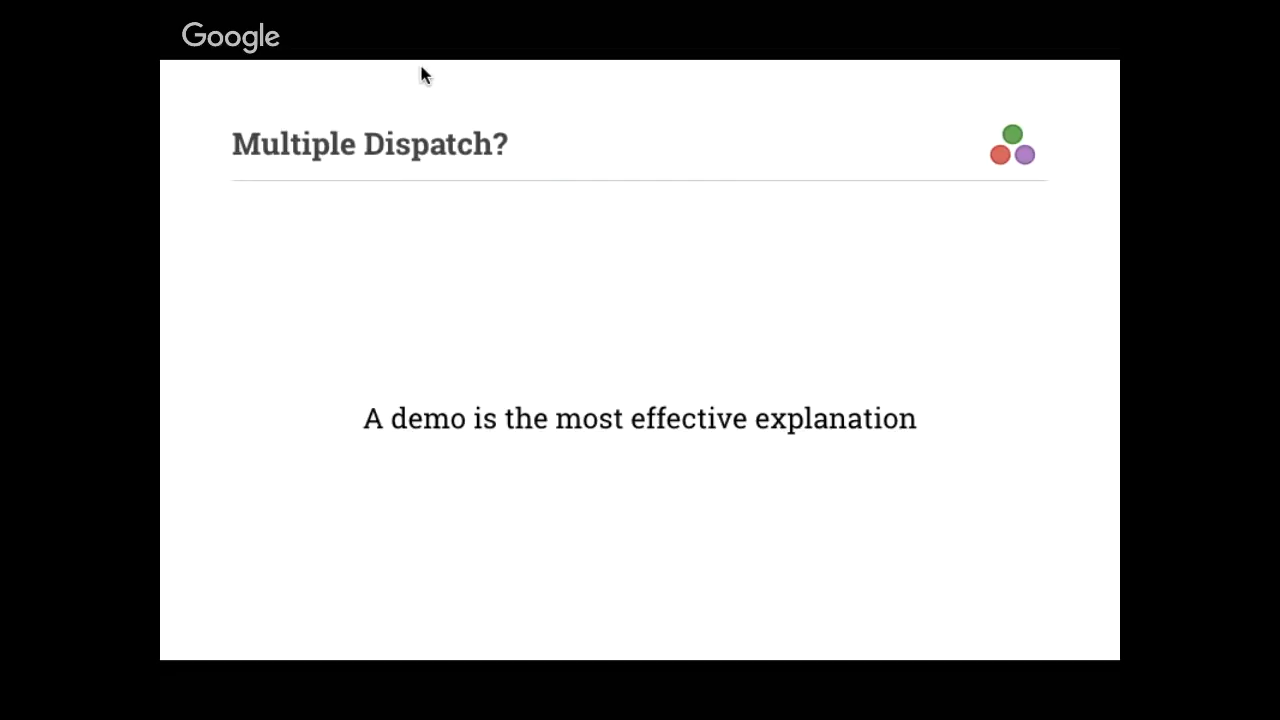 Google
Multiple Dispatch?
A demo is the most effective explanation